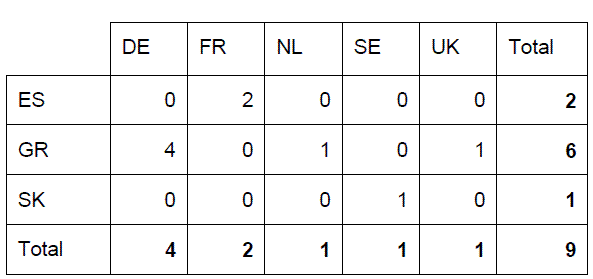 DE FR NL SE UK Total
ES 0 2 0 0 0 2
GR 4 0 1 0 1 6
SK 0 0 0 1 0 1
Total 4 2 1 1 1 9